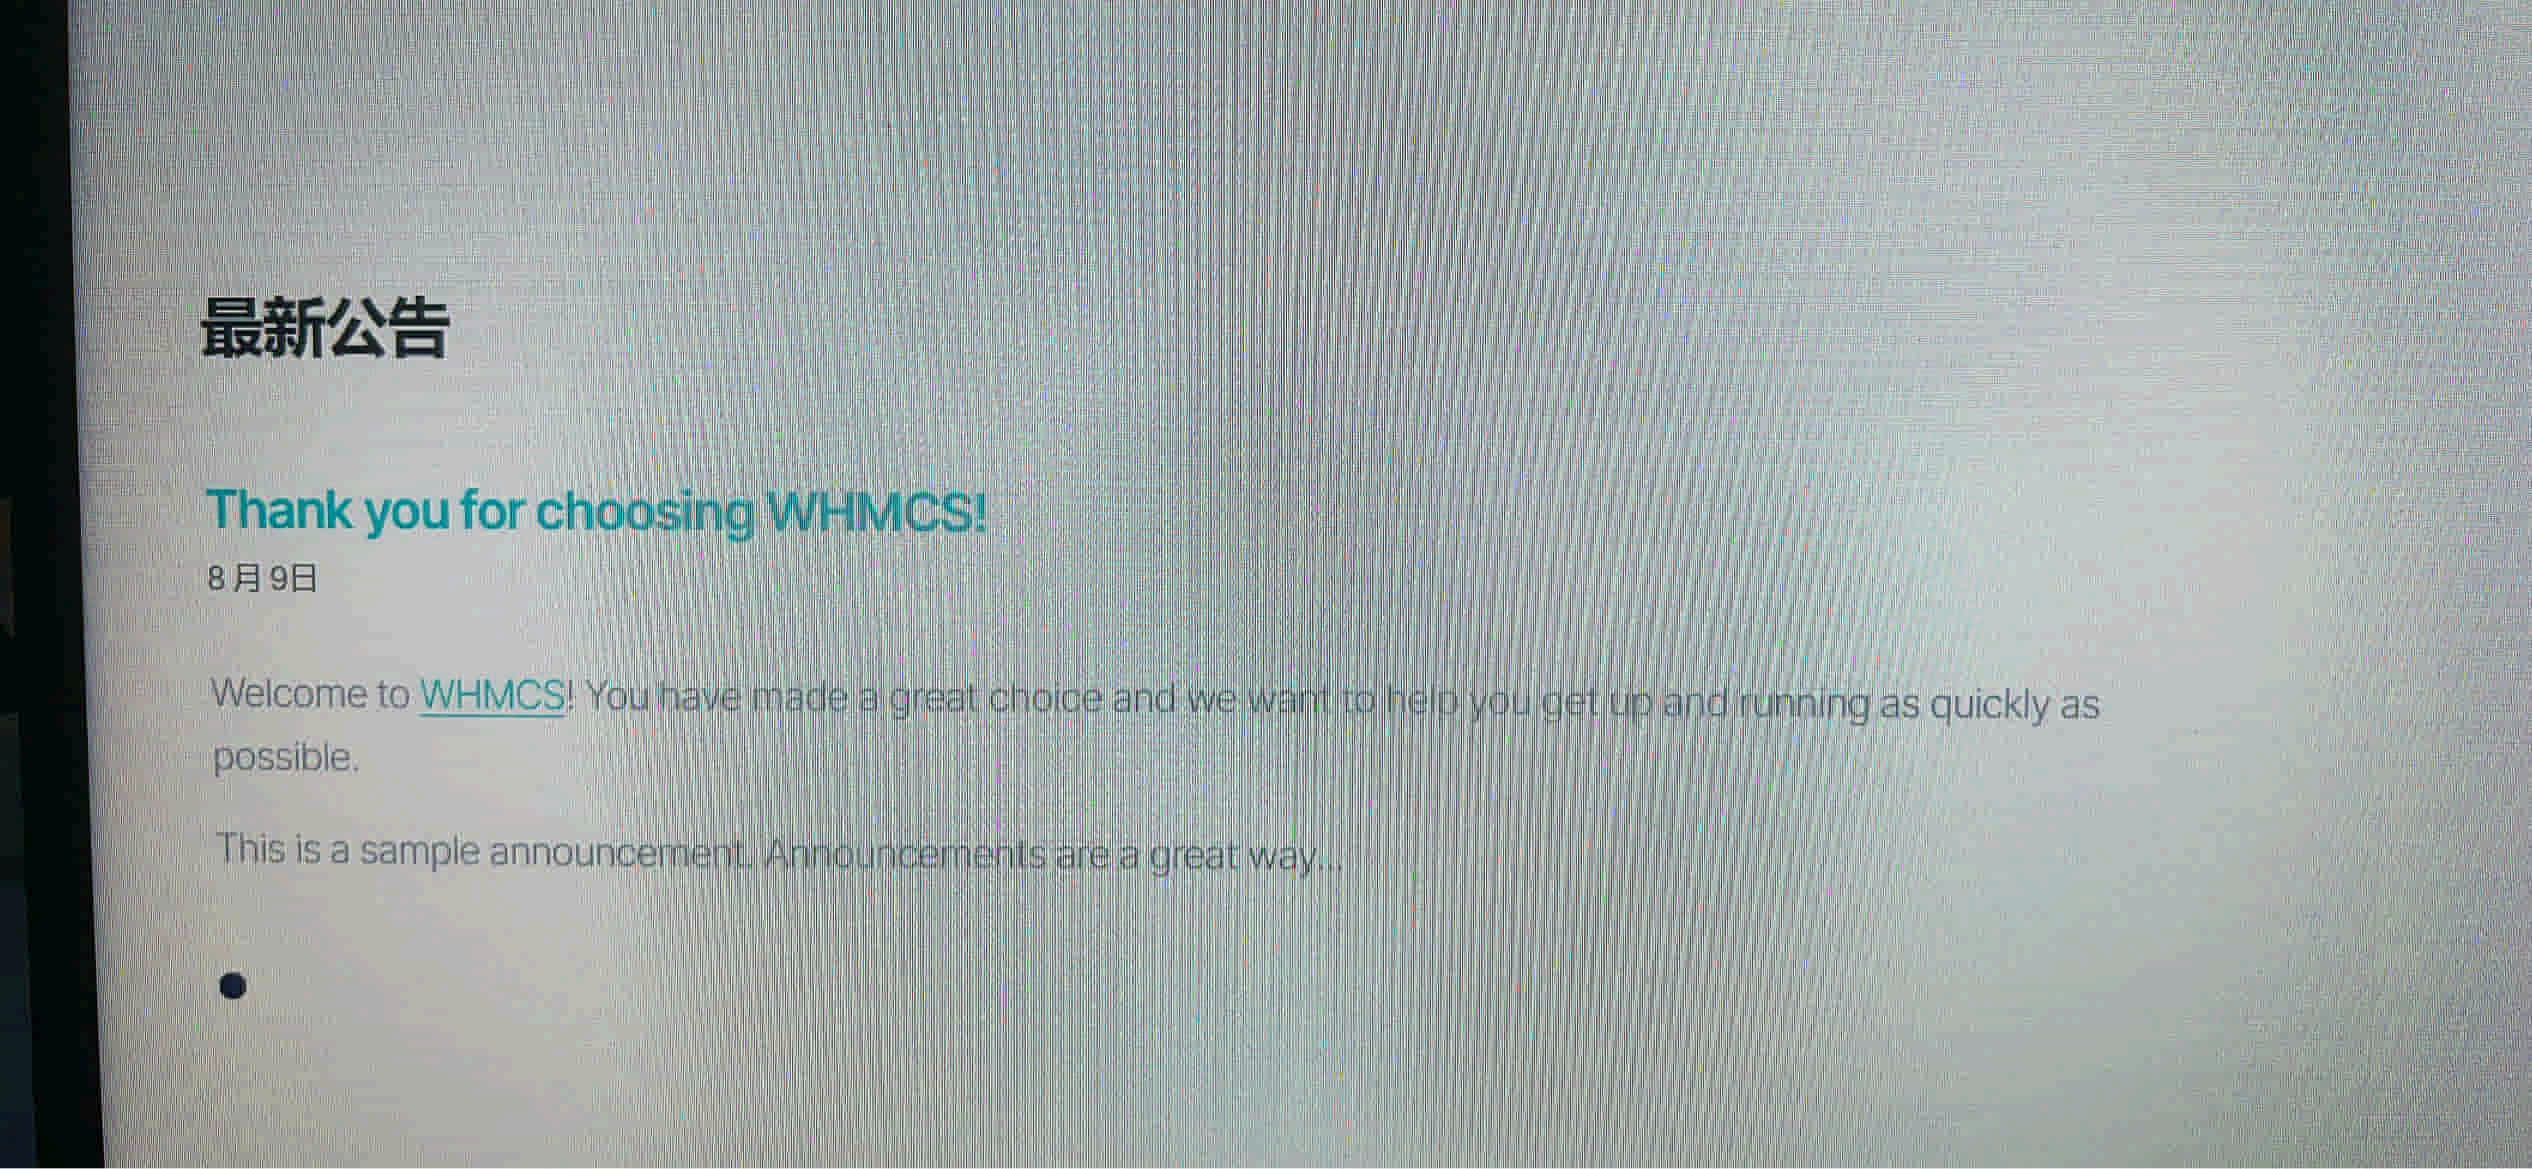 最新公告
Thank you for choosing WHMCS!
8月9日
Welcome to WHMCS! You have made a great choice and we want to help you get up and running as quickly as
possible.
This is a sample announcement. Announcements are a great way...